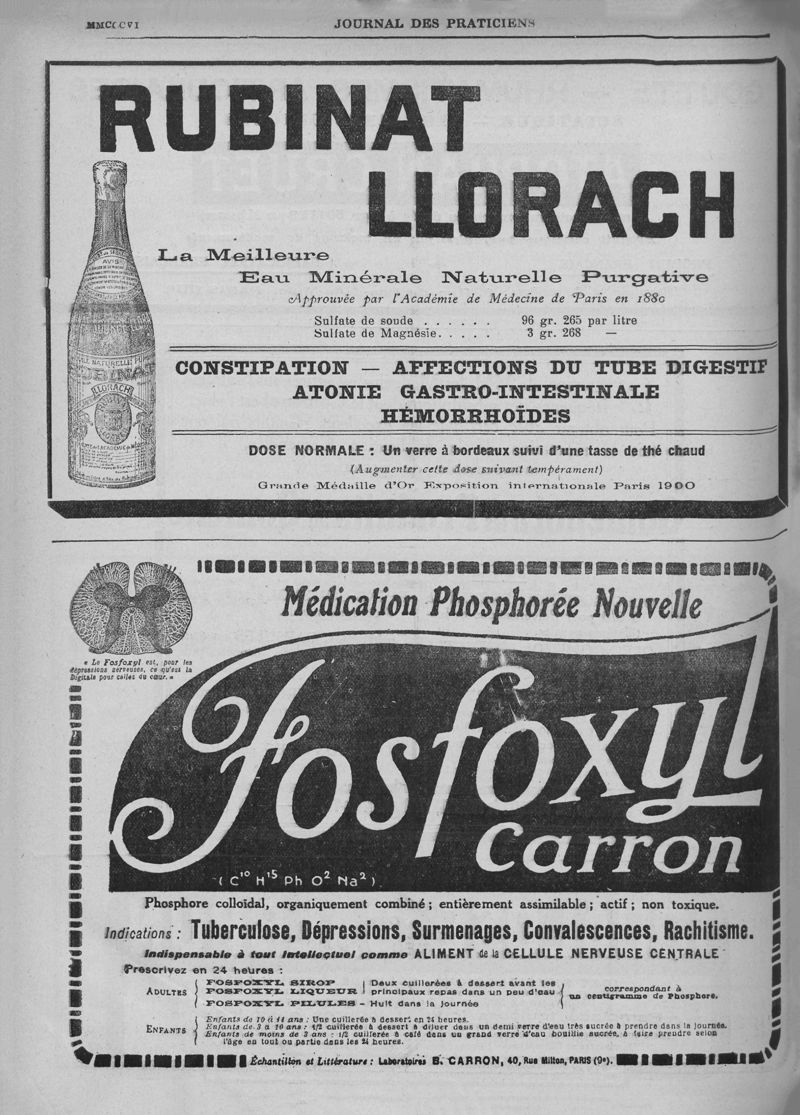 MMCCCVI
JOURNAL DES PRATICIENS
RUBINAT
LLORACH
La Meilleure
Eau Minérale Naturelle Purgative
Approuvée par l'Académie de Médecine de Paris en 1880
Sulfate de soude . . . . . . 96 gr. 265 par litre
Sulfate de Magnésie. . . . . 3 gr. 268 —
CONSTIPATION — AFFECTIONS DU TUBE DIGESTIF
ATONIE GASTRO-INTESTINALE
HÉMORRHOÏDES
DOSE NORMALE : Un verre à bordeaux suivi d'une tasse de thé chaud
(Augmenter cette dose suivant tempérament)
Grande Médaille d'Or Exposition internationale Paris 1900
AVIS
RUBINAT
LLORACH
Médication Phosphorée Nouvelle
« Le Fosfoxyl est, pour les
dépressions nerveuses, ce qu'est la
Digitale pour celles du cœur. »
Fosfoxyl
Carron
( C¹⁰ H¹⁵ Ph O² Na² )
Phosphore colloïdal, organiquement combiné ; entièrement assimilable ; actif ; non toxique.
Indications : Tuberculose, Dépressions, Surmenages, Convalescences, Rachitisme.
Indispensable à tout Intellectuel comme ALIMENT de la CELLULE NERVEUSE CENTRALE
Prescrivez en 24 heures :
ADULTES { FOSFOXYL SIROP
FOSFOXYL LIQUEUR
Deux cuillerées à dessert avant les
principaux repas dans un peu d'eau
FOSFOXYL PILULES - Huit dans la journée
correspondant à
un centigramme de Phosphore.
ENFANTS { Enfants de 10 à 14 ans : Une cuillerée à dessert en 24 heures.
Enfants de 3 à 10 ans : 1/2 cuillerée à dessert à diluer dans un demi verre d'eau très sucrée à prendre dans la journée.
Enfants de moins de 3 ans : 1/2 cuillerée à café dans un grand verre d'eau bouillie sucrée, à faire prendre selon
l'âge en tout ou partie dans les 24 heures.
Échantillon et Littérature : Laboratoires B. CARRON, 40, Rue Milton, PARIS (9e).